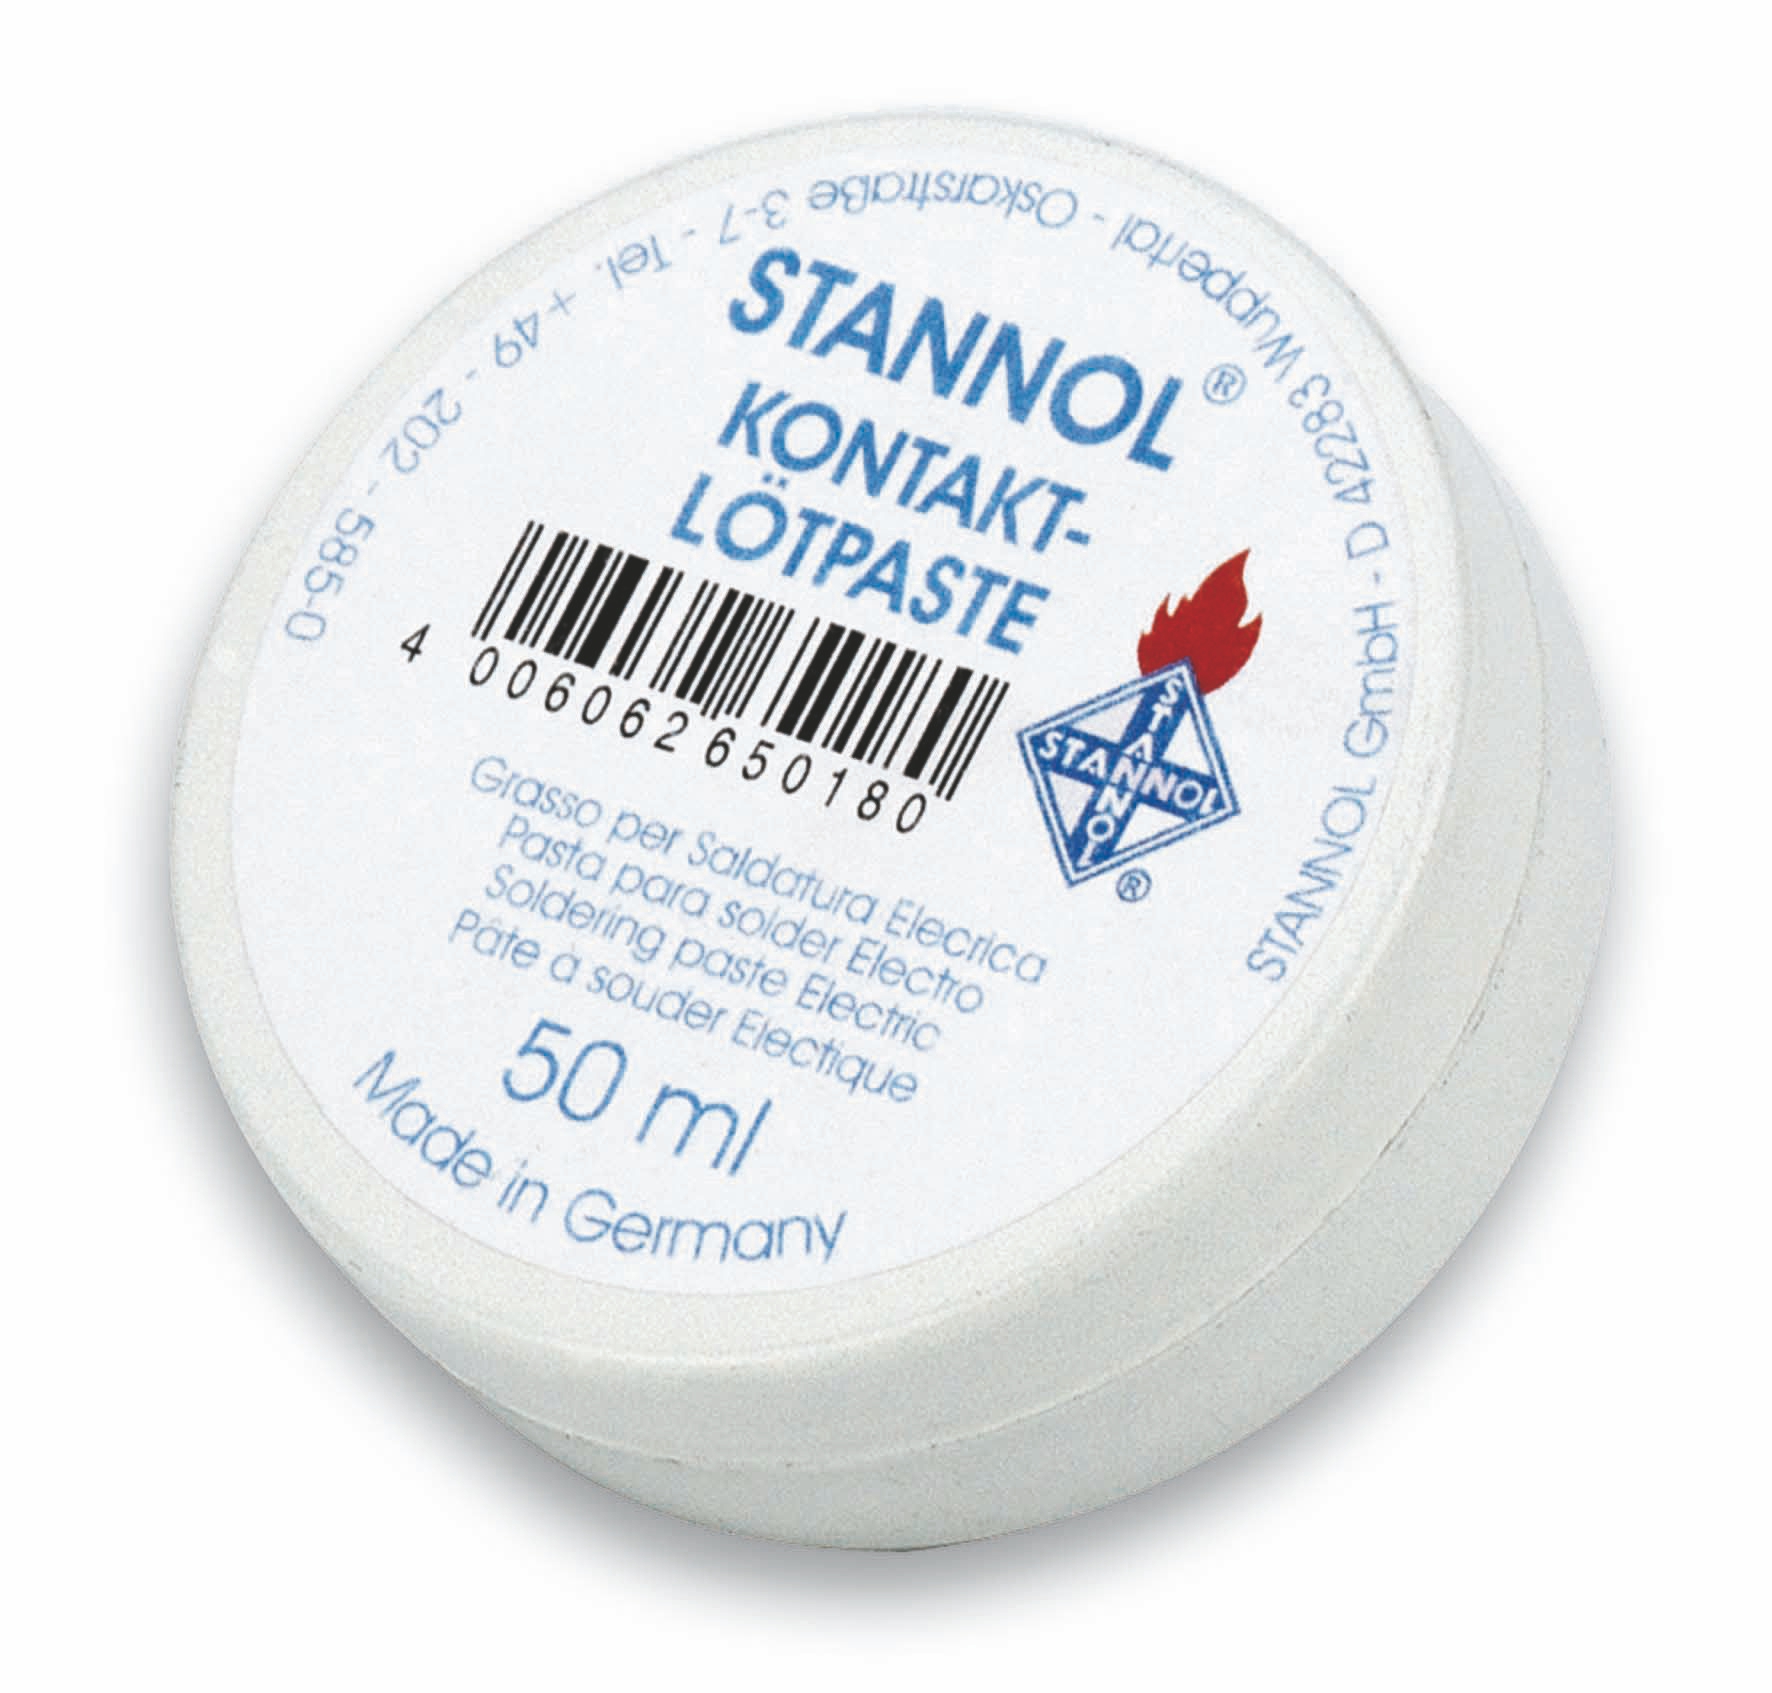 STANNOL GmbH - D 42283 Wuppertal - Oskarstraße 3-7 - Tel. +49 - 202 - 585-0
STANNOL®
KONTAKT-
LÖTPASTE
4 006062 650180
STANNOL
STANNOL
®
Grasso per Saldatura Elecrica
Pasta para solder Electro
Soldering paste Electric
Pâte à souder Electique
50 ml
Made in Germany